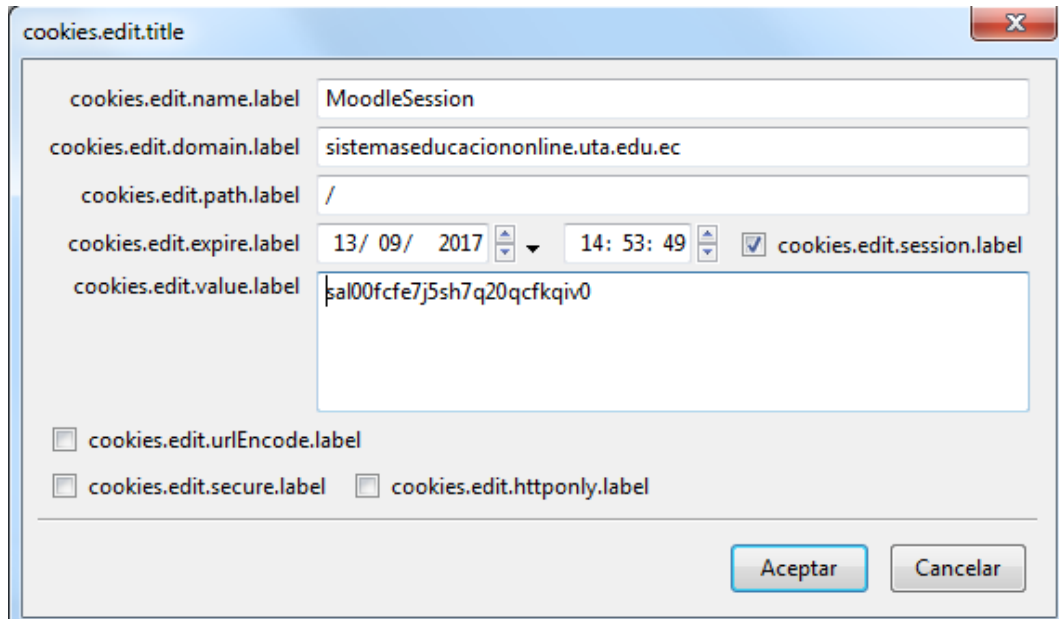 cookies.edit.title
cookies.edit.name.label MoodleSession
cookies.edit.domain.label sistemaseducaciononline.uta.edu.ec
cookies.edit.path.label /
cookies.edit.expire.label 13/ 09/ 2017 14: 53: 49 cookies.edit.session.label
cookies.edit.value.label sal00fcfe7j5sh7q20qcfkqiv0
cookies.edit.urlEncode.label
cookies.edit.secure.label cookies.edit.httponly.label
Aceptar Cancelar